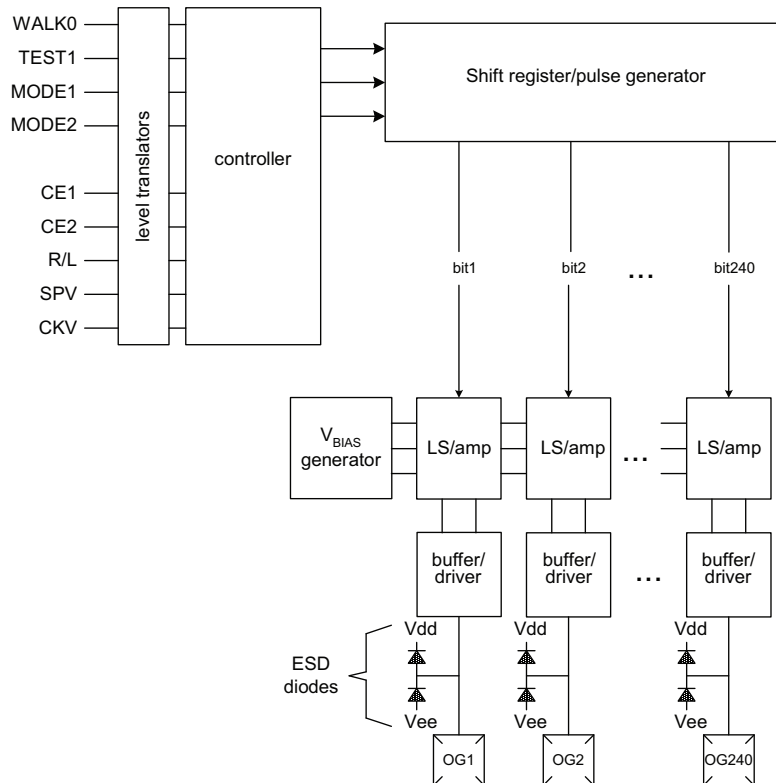 WALK0
TEST1
MODE1
MODE2
CE1
CE2
R/L
SPV
CKV
level translators
controller
Shift register/pulse generator
bit1
bit2
...
bit240
VBIAS
generator
LS/amp
LS/amp
...
LS/amp
buffer/
driver
buffer/
driver
...
buffer/
driver
ESD
diodes
Vdd
Vee
Vdd
Vee
Vdd
Vee
OG1
OG2
OG240